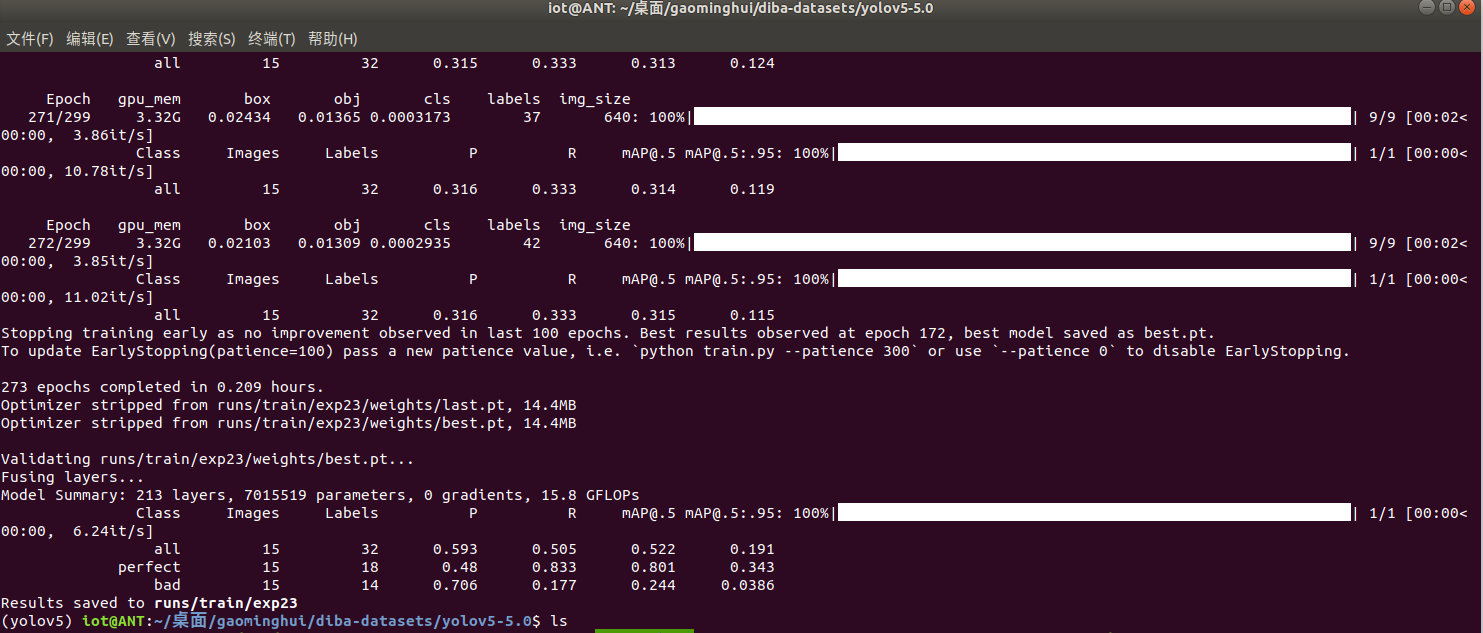 iot@ANT: ~/桌面/gaominghui/diba-datasets/yolov5-5.0
文件(F) 编辑(E) 查看(V) 搜索(S) 终端(T) 帮助(H)
all 15 32 0.315 0.333 0.313 0.124
Epoch gpu_mem box obj cls labels img_size
271/299 3.32G 0.02434 0.01365 0.0003173 37 640: 100%| | 9/9 [00:02<
00:00, 3.86it/s]
Class Images Labels P R mAP@.5 mAP@.5:.95: 100%| | 1/1 [00:00<
00:00, 10.78it/s]
all 15 32 0.316 0.333 0.314 0.119
Epoch gpu_mem box obj cls labels img_size
272/299 3.32G 0.02103 0.01309 0.0002935 42 640: 100%| | 9/9 [00:02<
00:00, 3.85it/s]
Class Images Labels P R mAP@.5 mAP@.5:.95: 100%| | 1/1 [00:00<
00:00, 11.02it/s]
all 15 32 0.316 0.333 0.315 0.115
Stopping training early as no improvement observed in last 100 epochs. Best results observed at epoch 172, best model saved as best.pt.
To update EarlyStopping(patience=100) pass a new patience value, i.e. `python train.py --patience 300` or use `--patience 0` to disable EarlyStopping.
273 epochs completed in 0.209 hours.
Optimizer stripped from runs/train/exp23/weights/last.pt, 14.4MB
Optimizer stripped from runs/train/exp23/weights/best.pt, 14.4MB
Validating runs/train/exp23/weights/best.pt...
Fusing layers...
Model Summary: 213 layers, 7015519 parameters, 0 gradients, 15.8 GFLOPs
Class Images Labels P R mAP@.5 mAP@.5:.95: 100%| | 1/1 [00:00<
00:00, 6.24it/s]
all 15 32 0.593 0.505 0.522 0.191
perfect 15 18 0.48 0.833 0.801 0.343
bad 15 14 0.706 0.177 0.244 0.0386
Results saved to runs/train/exp23
(yolov5) iot@ANT:~/桌面/gaominghui/diba-datasets/yolov5-5.0$ ls